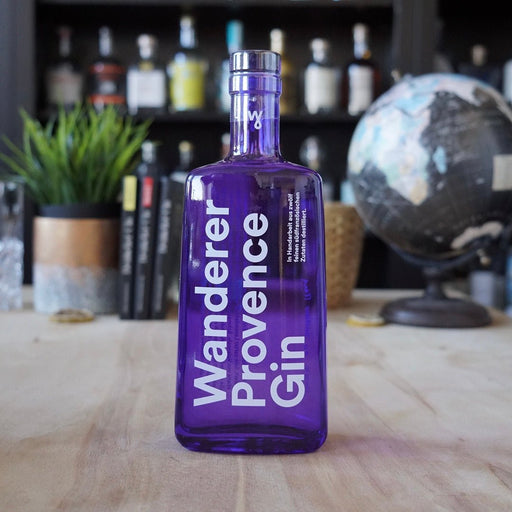 Wanderer
Provence
Gin
In Handarbeit aus zwölf
feinen südfranzösischen
Zutaten destilliert.